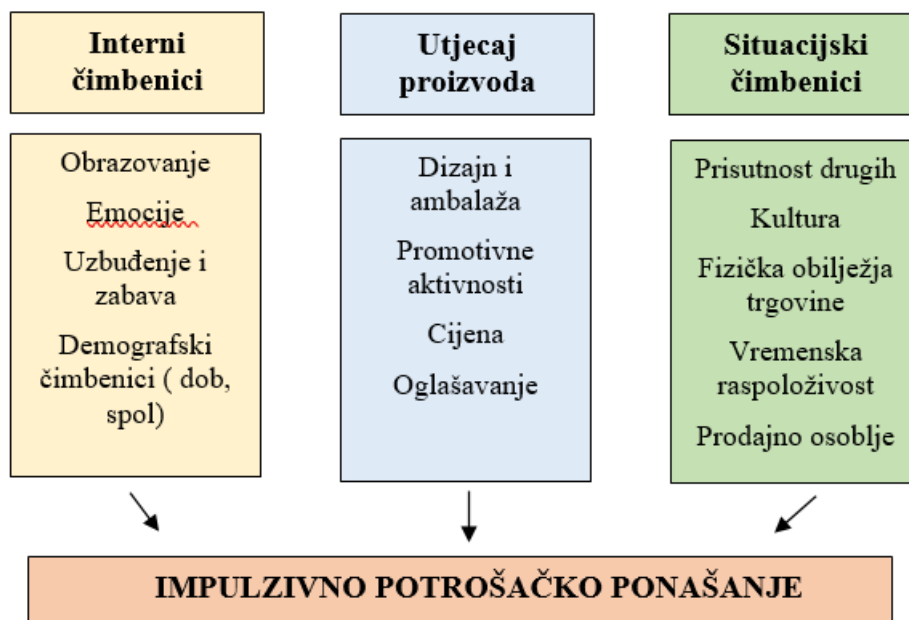 Interni
čimbenici
Utjecaj
proizvoda
Situacijski
čimbenici
Obrazovanje
Emocije
Uzbuđenje i
zabava
Demografski
čimbenici ( dob,
spol)
Dizajn i
ambalaža
Promotivne
aktivnosti
Cijena
Oglašavanje
Prisutnost drugih
Kultura
Fizička obilježja
trgovine
Vremenska
raspoloživost
Prodajno osoblje
IMPULZIVNO POTROŠAČKO PONAŠANJE